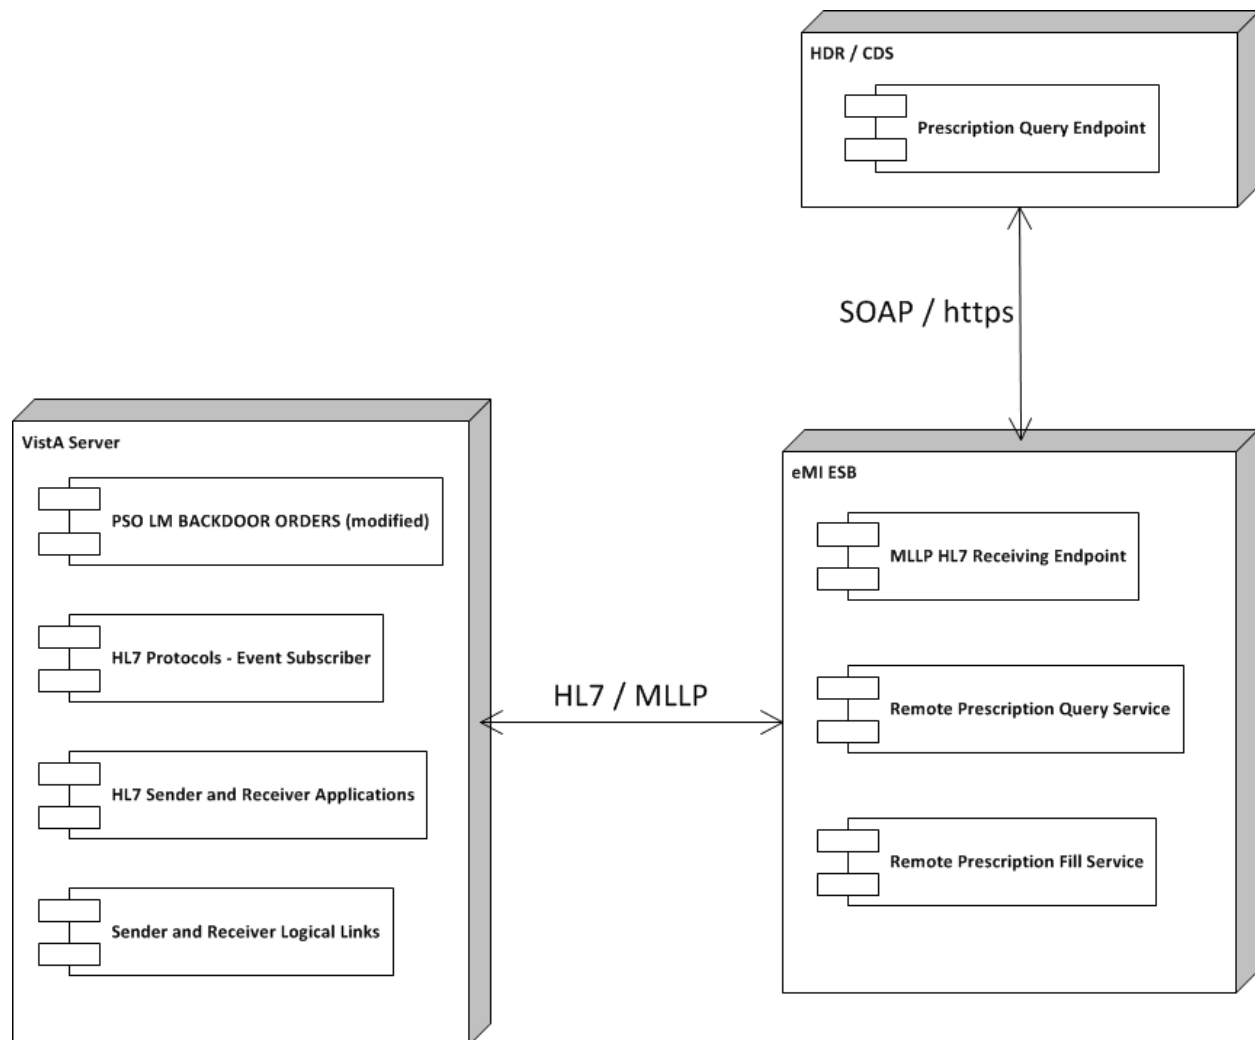 HDR / CDS
Prescription Query Endpoint
SOAP / https
VistA Server
PSO LM BACKDOOR ORDERS (modified)
HL7 Protocols - Event Subscriber
HL7 Sender and Receiver Applications
Sender and Receiver Logical Links
HL7 / MLLP
eMI ESB
MLLP HL7 Receiving Endpoint
Remote Prescription Query Service
Remote Prescription Fill Service